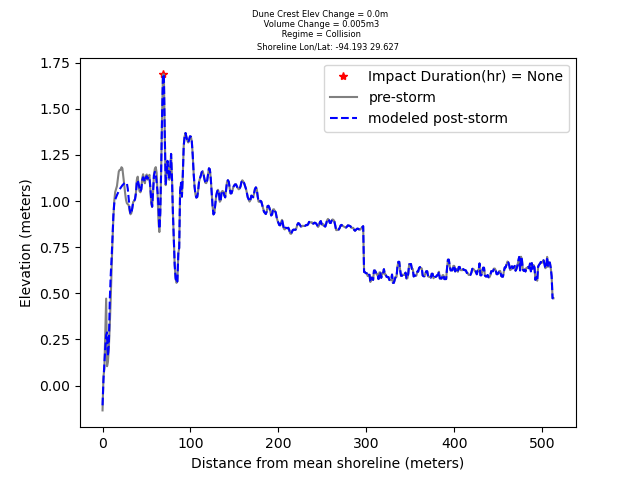 Dune Crest Elev Change = 0.0m
Volume Change = 0.005m3
Regime = Collision
Shoreline Lon/Lat: -94.193 29.627
Impact Duration(hr) = None
pre-storm
modeled post-storm
1.75
1.50
1.25
1.00
0.75
0.50
0.25
0.00
Elevation (meters)
0
100
200
300
400
500
Distance from mean shoreline (meters)